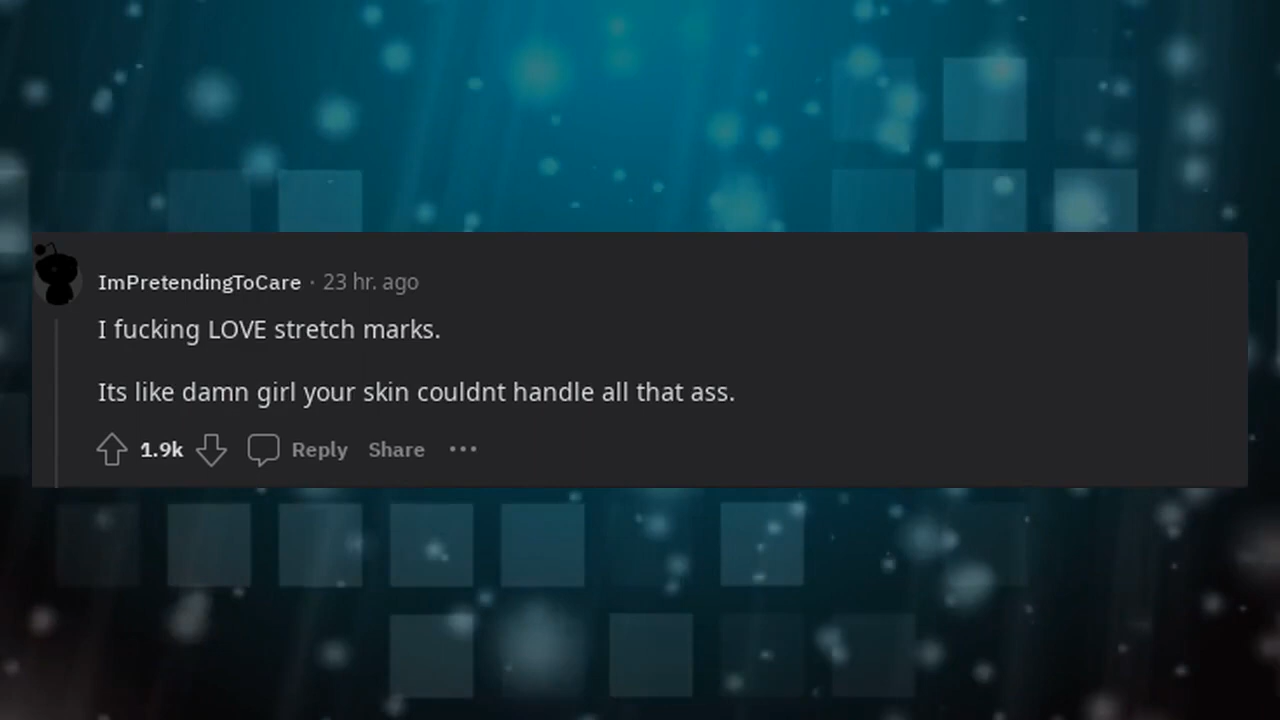 ImPretendingToCare · 23 hr. ago
I fucking LOVE stretch marks.
Its like damn girl your skin couldnt handle all that ass.
1.9k Reply Share ···